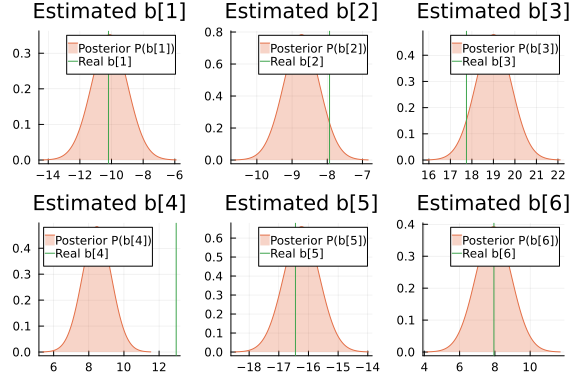 Estimated b[1] Estimated b[2] Estimated b[3]
Posterior P(b[1])
Real b[1]
0.3
0.2
0.1
0.0
−14 −12 −10 −8 −6
Posterior P(b[2])
Real b[2]
0.8
0.6
0.4
0.2
0.0
−10 −9 −8 −7
Posterior P(b[3])
Real b[3]
0.4
0.3
0.2
0.1
0.0
16 17 18 19 20 21 22
Estimated b[4] Estimated b[5] Estimated b[6]
Posterior P(b[4])
Real b[4]
0.4
0.3
0.2
0.1
0.0
6 8 10 12
Posterior P(b[5])
Real b[5]
0.6
0.5
0.4
0.3
0.2
0.1
0.0
−18 −17 −16 −15 −14
Posterior P(b[6])
Real b[6]
0.4
0.3
0.2
0.1
0.0
4 6 8 10